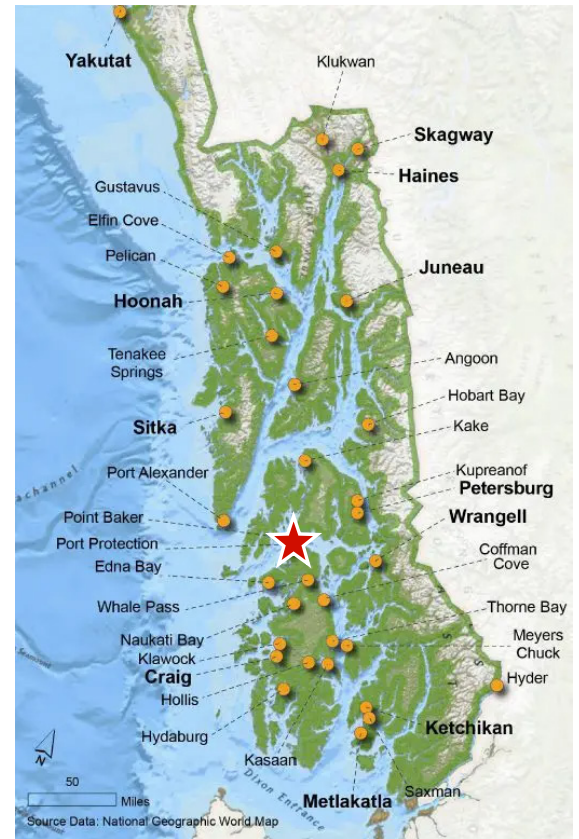 Yakutat
Klukwan
Skagway
Haines
Gustavus
Elfin Cove
Pelican
Juneau
Hoonah
Tenakee
Springs
Angoon
Hobart Bay
Sitka
Kake
Port Alexander
Kupreanof
Petersburg
Point Baker
Wrangell
Port Protection
Coffman
Cove
Edna Bay
Whale Pass
Thorne Bay
Naukati Bay
Meyers
Chuck
Klawock
Craig
Hyder
Hollis
Ketchikan
Hydaburg
Kasaan
Saxman
Metlakatla
Dixon Entrance
N
50
Miles
Source Data: National Geographic World Map